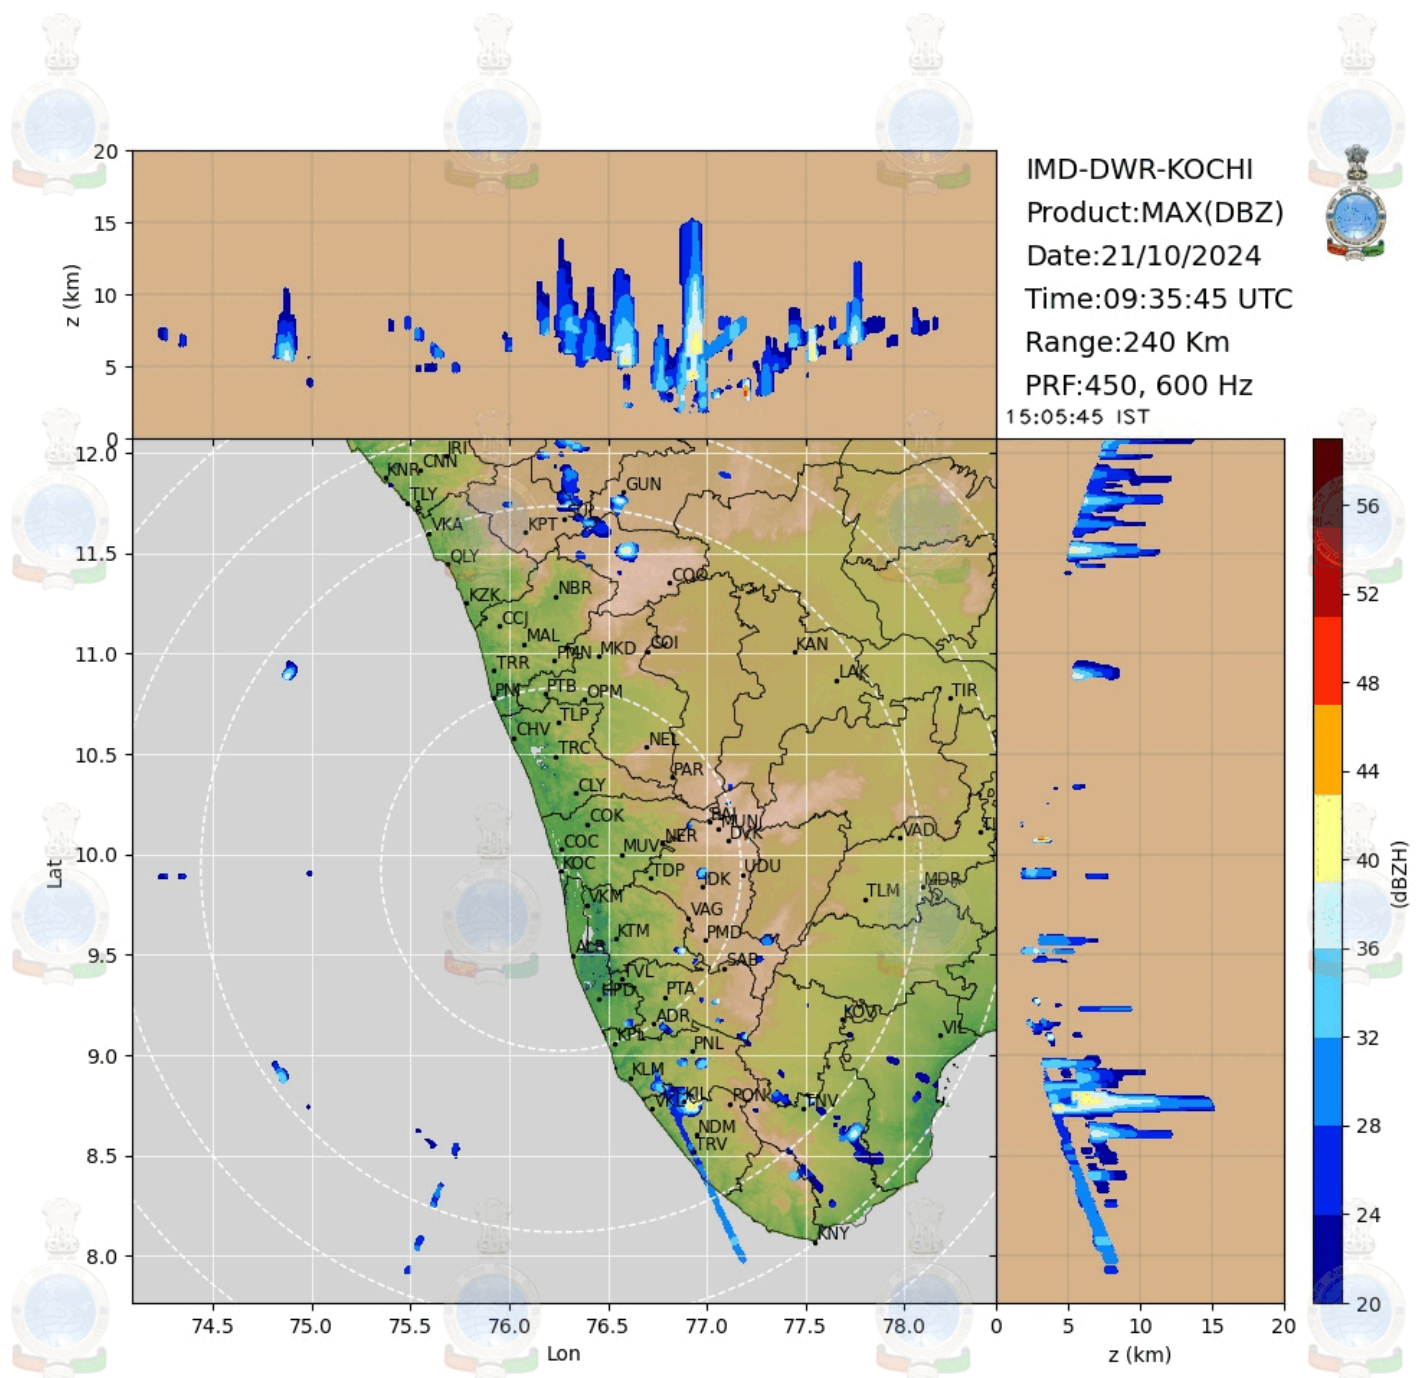 IMD-DWR-KOCHI
Product:MAX(DBZ)
Date:21/10/2024
Time:09:35:45 UTC
Range:240 Km
PRF:450, 600 Hz
15:05:45 IST
20
15
10
5
0
z (km)
12.0
11.5
11.0
10.5
10.0
9.5
9.0
8.5
8.0
Lat
IRI
CNN
KNR
TLY
GUN
VKA
KPT
QLY
COO
NBR
KZK
CCJ
MAL
PMN
MKD
COI
KAN
TRR
LAK
PNI
PTB
OPM
TIR
TLP
CHV
TRC
NEL
PAR
CLY
COK
MUN
NER
DVK
VAD
COC
MUV
KOC
TDP
UDU
IDK
TLM
MDR
VKM
VAG
KTM
PMD
ALP
SAB
TVL
HPD
PTA
ADR
KOV
KPL
VIL
PNL
KLM
KIL
VKL
PON
TNV
NDM
TRV
KNY
74.5 75.0 75.5 76.0 76.5 77.0 77.5 78.0
Lon
0 5 10 15 20
z (km)
56
52
48
44
40
36
32
28
24
20
(dBZH)